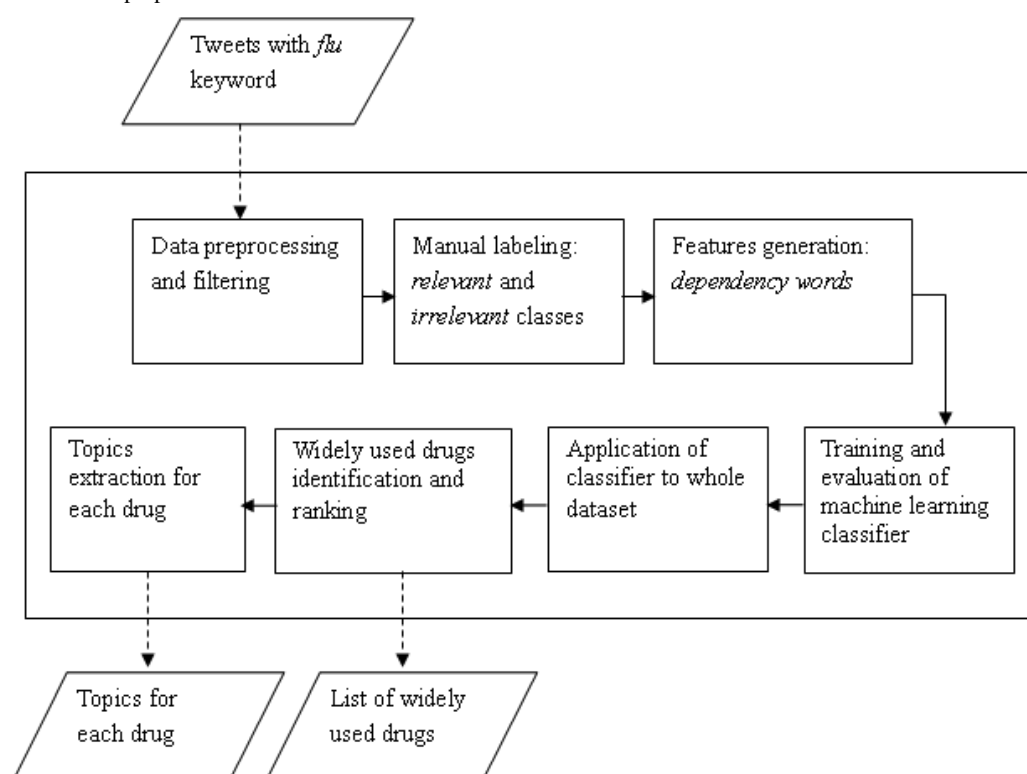 Tweets with flu
keyword
Data preprocessing
and filtering
Manual labeling:
relevant and
irrelevant classes
Features generation:
dependency words
Topics
extraction for
each drug
Widely used drugs
identification and
ranking
Application of
classifier to whole
dataset
Training and
evaluation of
machine learning
classifier
Topics for
each drug
List of widely
used drugs